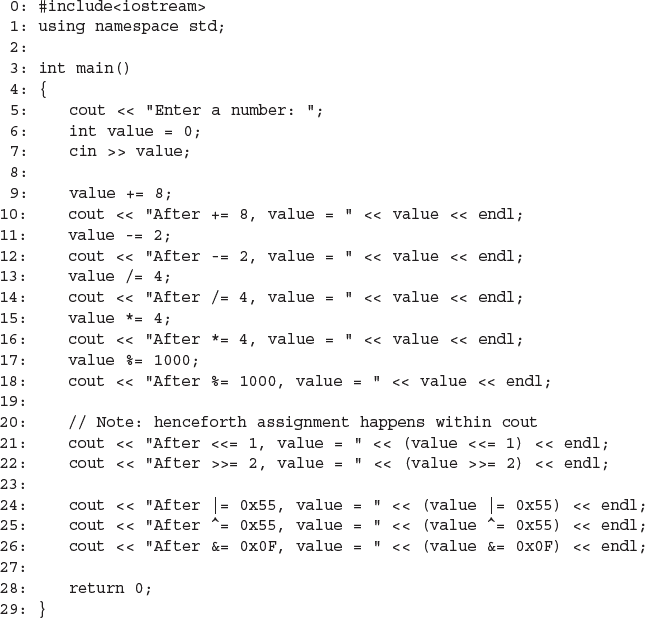 0: #include<iostream>
1: using namespace std;
2:
3: int main()
4: {
5:    cout << "Enter a number: ";
6:    int value = 0;
7:    cin >> value;
8:
9:    value += 8;
10:    cout << "After += 8, value = " << value << endl;
11:    value -= 2;
12:    cout << "After -= 2, value = " << value << endl;
13:    value /= 4;
14:    cout << "After /= 4, value = " << value << endl;
15:    value *= 4;
16:    cout << "After *= 4, value = " << value << endl;
17:    value %= 1000;
18:    cout << "After %= 1000, value = " << value << endl;
19:
20:    // Note: henceforth assignment happens within cout
21:    cout << "After <<= 1, value = " << (value <<= 1) << endl;
22:    cout << "After >>= 2, value = " << (value >>= 2) << endl;
23:
24:    cout << "After |= 0x55, value = " << (value |= 0x55) << endl;
25:    cout << "After ^= 0x55, value = " << (value ^= 0x55) << endl;
26:    cout << "After &= 0x0F, value = " << (value &= 0x0F) << endl;
27:
28:    return 0;
29: }